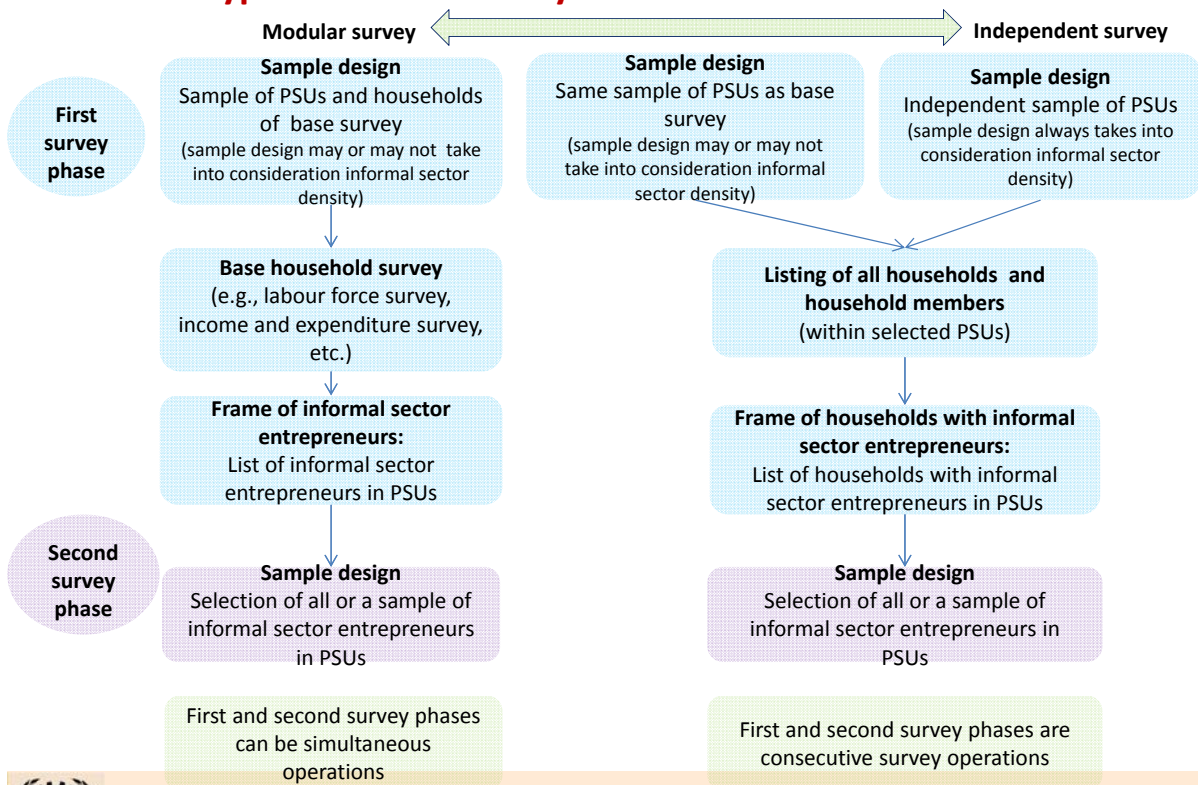 Modular survey
Independent survey
First
survey
phase
Sample design
Sample of PSUs and households
of base survey
(sample design may or may not take
into consideration informal sector
density)
Sample design
Same sample of PSUs as base
survey
(sample design may or may not
take into consideration informal
sector density)
Sample design
Independent sample of PSUs
(sample design always takes into
consideration informal sector
density)
Base household survey
(e.g., labour force survey,
income and expenditure survey,
etc.)
Listing of all households and
household members
(within selected PSUs)
Frame of informal sector
entrepreneurs:
List of informal sector
entrepreneurs in PSUs
Frame of households with informal
sector entrepreneurs:
List of households with informal
sector entrepreneurs in PSUs
Second
survey
phase
Sample design
Selection of all or a sample of
informal sector entrepreneurs
in PSUs
Sample design
Selection of all or a sample of
informal sector entrepreneurs in
PSUs
First and second survey phases
can be simultaneous
operations
First and second survey phases are
consecutive survey operations